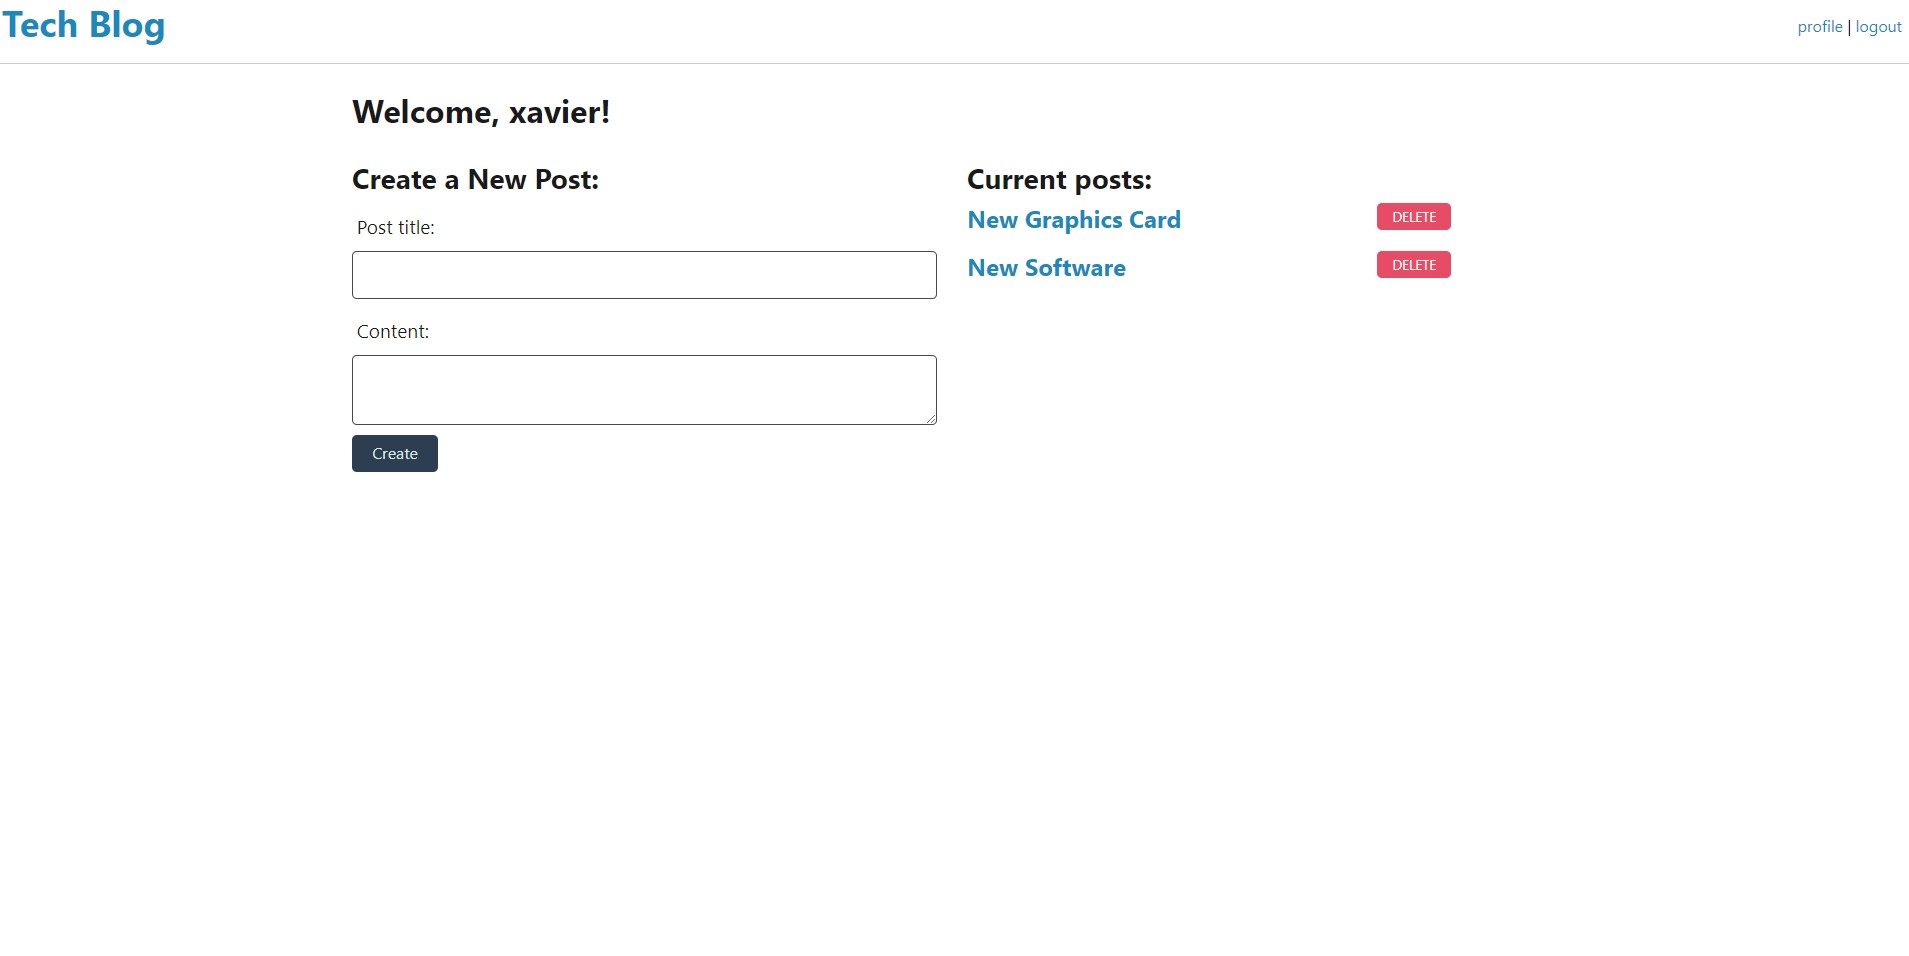 Tech Blog
profile | logout
Welcome, xavier!
Create a New Post:
Post title:
Content:
Create
Current posts:
New Graphics Card
DELETE
New Software
DELETE